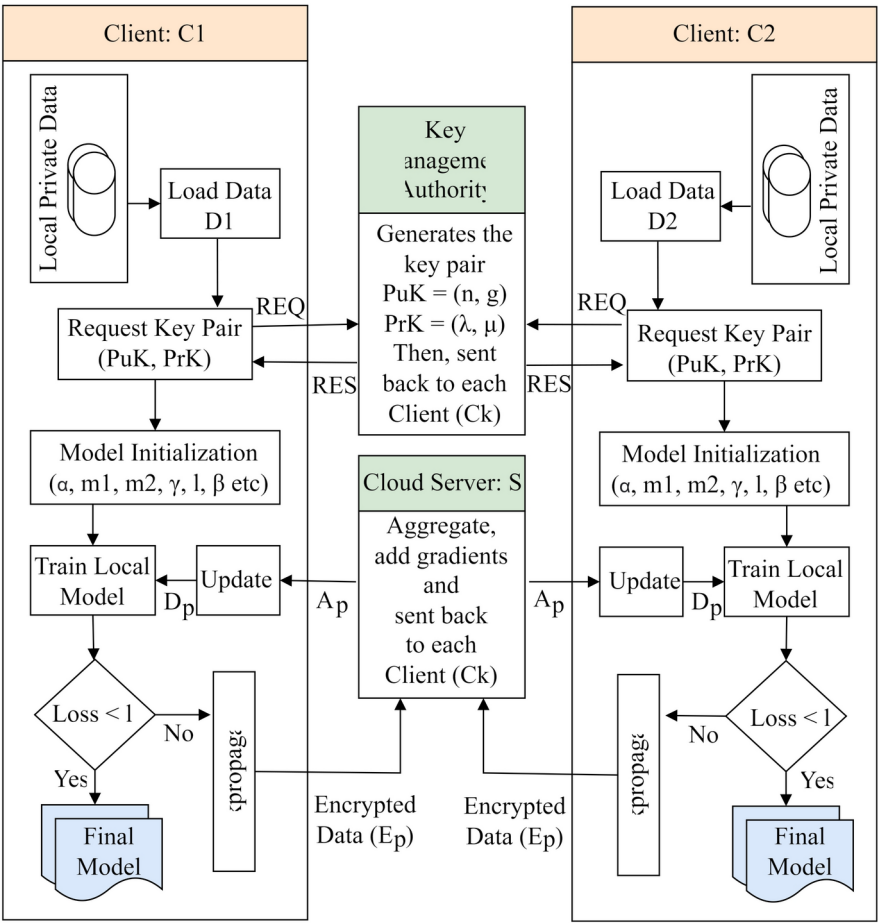 Client: C1
Local Private Data
Load Data
D1
REQ
Request Key Pair
(PuK, PrK)
RES
Model Initialization
(α, m1, m2, γ, l, β etc)
Train Local
Model
Update
Dp
Ap
Loss < l
No
Yes
Final
Model
Encrypted
Data (Ep)
Key
anageme
Authority
Generates the
key pair
PuK = (n, g)
PrK = (λ, μ)
Then, sent
back to each
Client (Ck)
Cloud Server: S
Aggregate,
add gradients
and
sent back
to each
Client (Ck)
Client: C2
Local Private Data
Load Data
D2
REQ
Request Key Pair
(PuK, PrK)
RES
Model Initialization
(α, m1, m2, γ, l, β etc)
Ap
Update
Dp
Train Local
Model
Loss < l
No
Yes
propag
Final
Model
Encrypted
Data (Ep)
propag